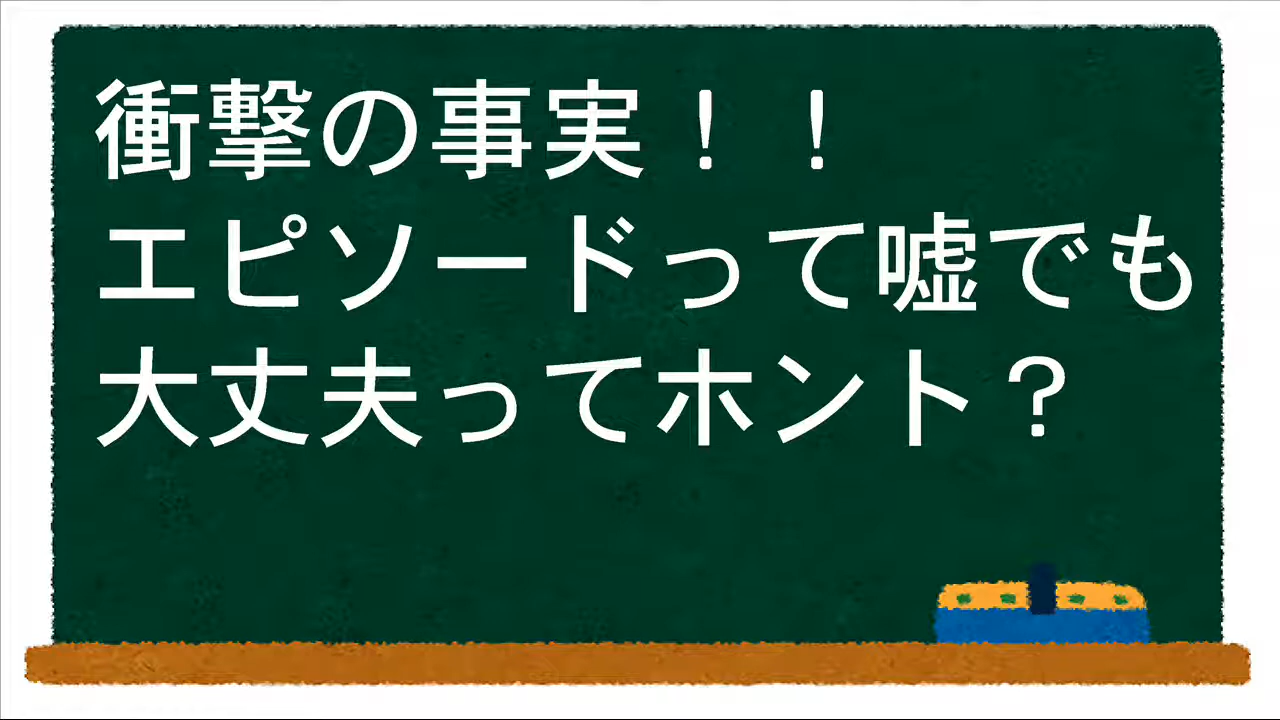 衝撃の事実！！
エピソードって嘘でも
大丈夫ってホント？